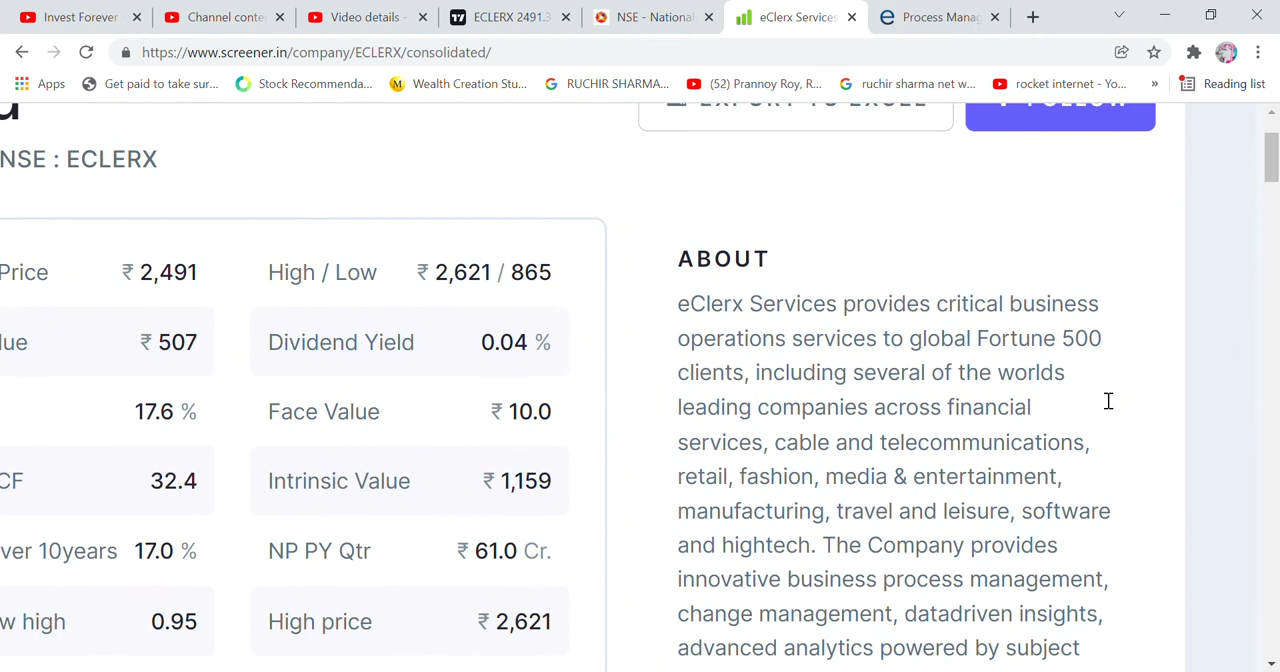 Invest Forever
Channel conte
Video details -
ECLERX 2491.3
NSE - Nationa
eClerx Services
Process Manag
https://www.screener.in/company/ECLERX/consolidated/
Apps
Get paid to take sur...
Stock Recommenda...
Wealth Creation Stu...
RUCHIR SHARMA...
(52) Prannoy Roy, R...
ruchir sharma net w...
rocket internet - Yo...
»
Reading list
EXPORT TO EXCEL
FOLLOW
NSE : ECLERX
Price ₹ 2,491
High / Low ₹ 2,621 / 865
lue ₹ 507
Dividend Yield 0.04 %
17.6 %
Face Value ₹ 10.0
CF 32.4
Intrinsic Value ₹ 1,159
ver 10years 17.0 %
NP PY Qtr ₹ 61.0 Cr.
w high 0.95
High price ₹ 2,621
ABOUT
eClerx Services provides critical business
operations services to global Fortune 500
clients, including several of the worlds
leading companies across financial
services, cable and telecommunications,
retail, fashion, media & entertainment,
manufacturing, travel and leisure, software
and hightech. The Company provides
innovative business process management,
change management, datadriven insights,
advanced analytics powered by subject